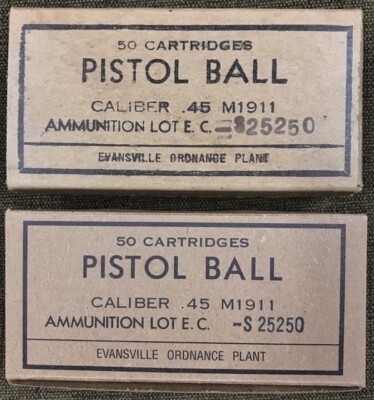 50 CARTRIDGES
PISTOL BALL
CALIBER .45 M1911
AMMUNITION LOT E.C. -S25250
EVANSVILLE ORDNANCE PLANT
50 CARTRIDGES
PISTOL BALL
CALIBER .45 M1911
AMMUNITION LOT E.C. -S 25250
EVANSVILLE ORDNANCE PLANT